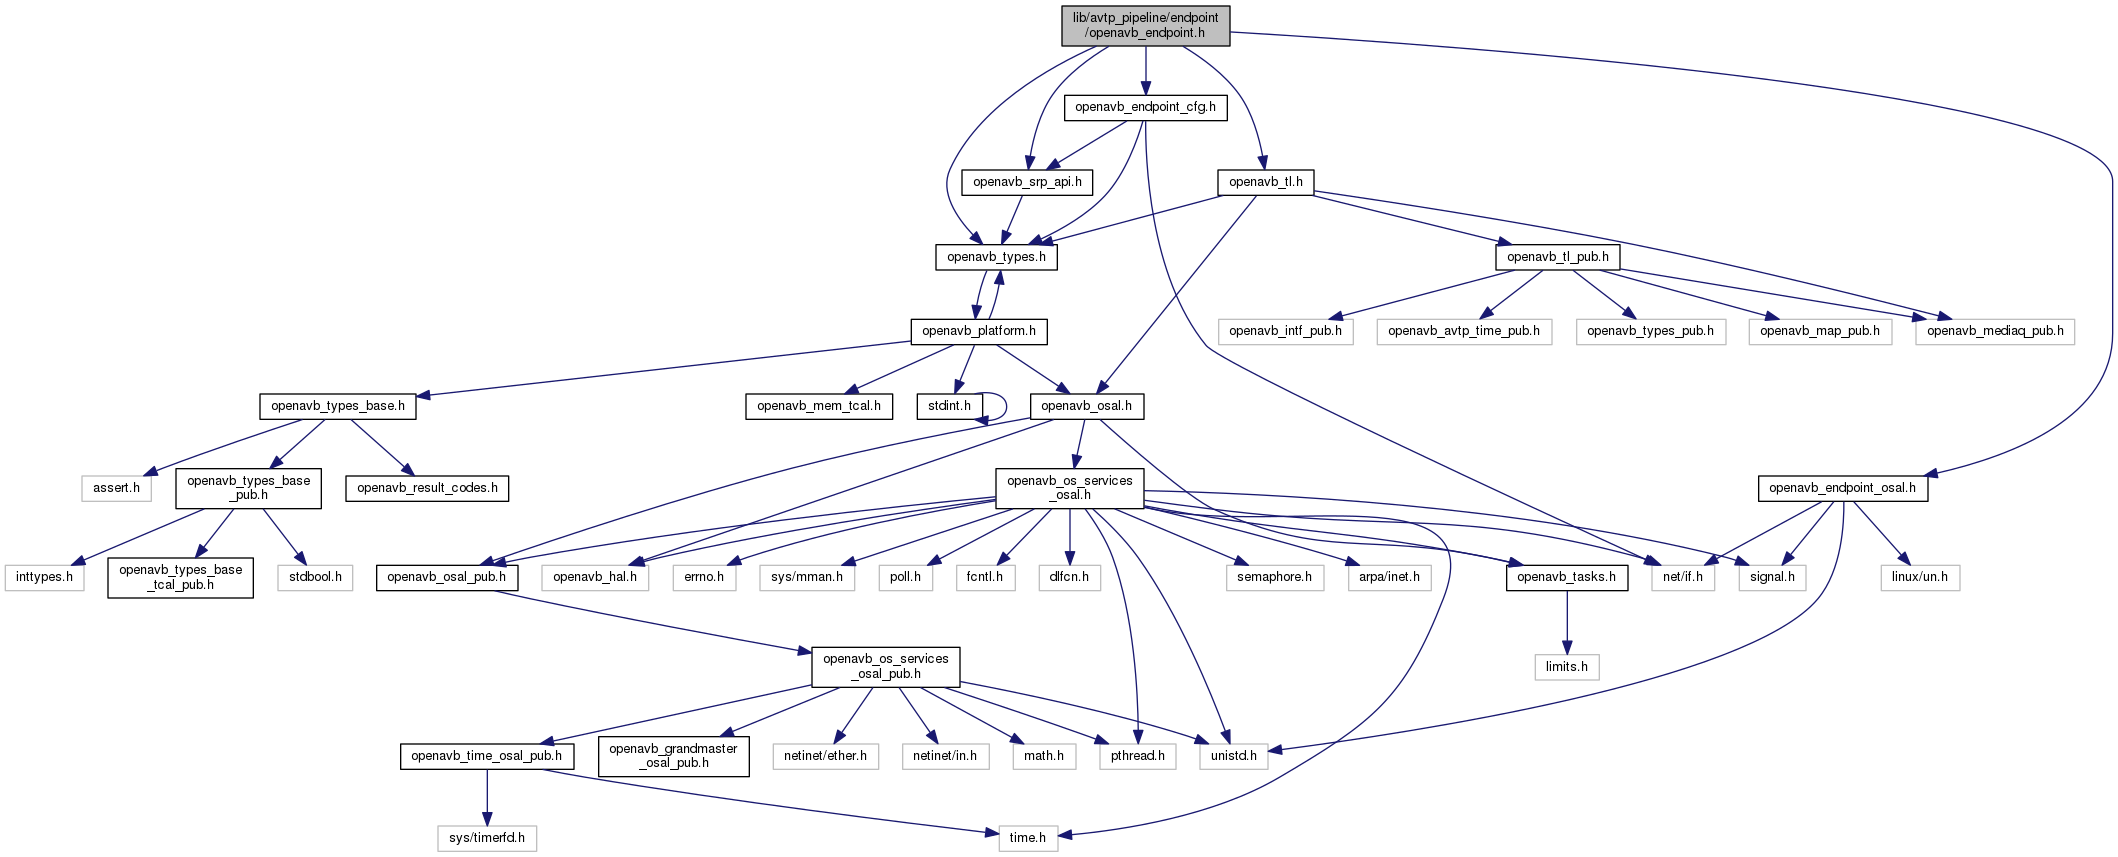 lib/avtp_pipeline/endpoint
/openavb_endpoint.h
openavb_endpoint_cfg.h
openavb_srp_api.h
openavb_tl.h
openavb_types.h
openavb_tl_pub.h
openavb_platform.h
openavb_intf_pub.h
openavb_avtp_time_pub.h
openavb_types_pub.h
openavb_map_pub.h
openavb_mediaq_pub.h
openavb_types_base.h
openavb_mem_tcal.h
stdint.h
openavb_osal.h
assert.h
openavb_types_base
_pub.h
openavb_result_codes.h
openavb_os_services
_osal.h
openavb_endpoint_osal.h
inttypes.h
openavb_types_base
_tcal_pub.h
stdbool.h
openavb_osal_pub.h
openavb_hal.h
errno.h
sys/mman.h
poll.h
fcntl.h
dlfcn.h
semaphore.h
arpa/inet.h
openavb_tasks.h
net/if.h
signal.h
linux/un.h
openavb_os_services
_osal_pub.h
limits.h
openavb_time_osal_pub.h
openavb_grandmaster
_osal_pub.h
netinet/ether.h
netinet/in.h
math.h
pthread.h
unistd.h
sys/timerfd.h
time.h